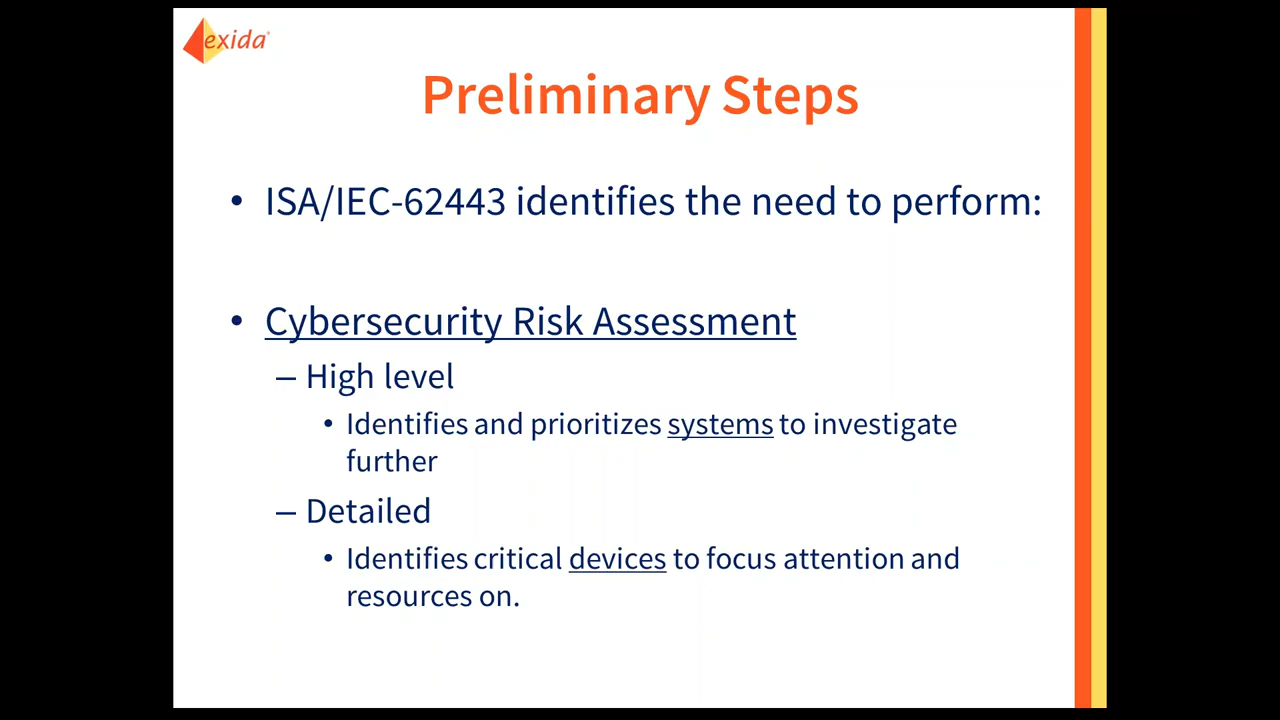 exida
Preliminary Steps
• ISA/IEC-62443 identifies the need to perform:
• Cybersecurity Risk Assessment
– High level
• Identifies and prioritizes systems to investigate
further
– Detailed
• Identifies critical devices to focus attention and
resources on.